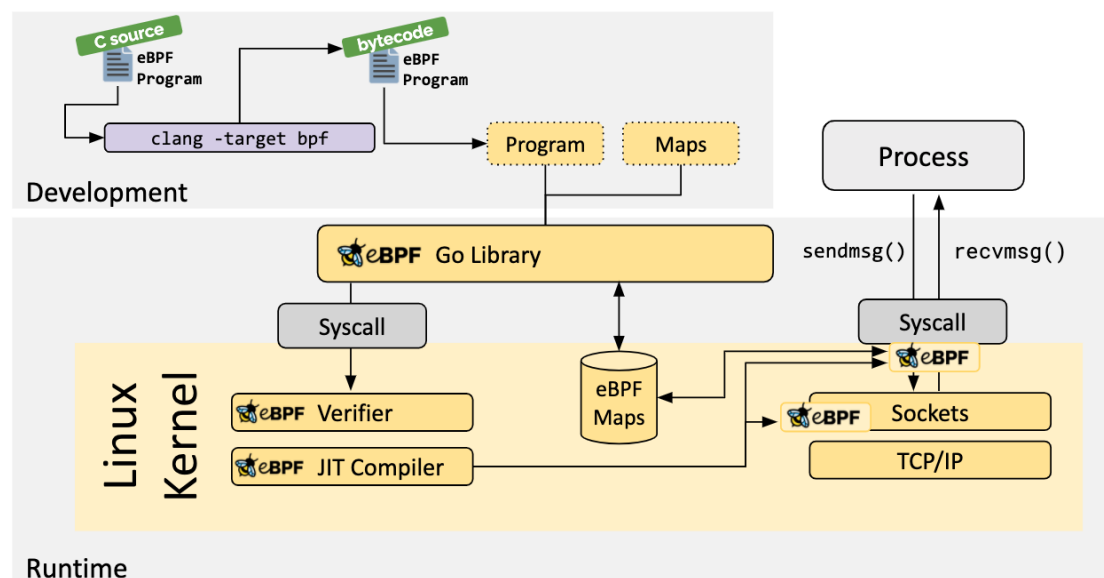 C source
eBPF
Program
bytecode
eBPF
Program
clang -target bpf
Program
Maps
Development
Process
eBPF Go Library
sendmsg()
recvmsg()
Syscall
Syscall
eBPF
Linux
Kernel
eBPF Verifier
eBPF
Maps
eBPF
Sockets
eBPF JIT Compiler
TCP/IP
Runtime